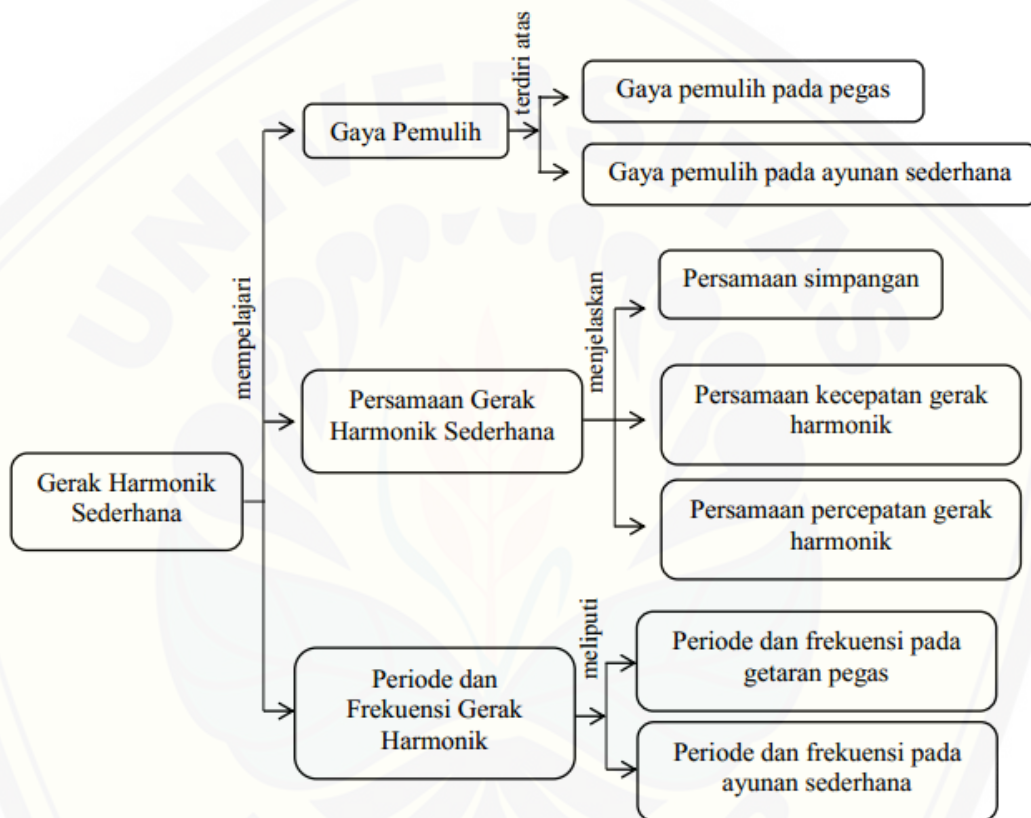 terdiri atas
Gaya pemulih pada pegas
Gaya Pemulih
Gaya pemulih pada ayunan sederhana
mempelajari
Persamaan simpangan
menjelaskan
Persamaan Gerak
Harmonik Sederhana
Persamaan kecepatan gerak
harmonik
Gerak Harmonik
Sederhana
Persamaan percepatan gerak
harmonik
meliputi
Periode dan frekuensi pada
getaran pegas
Periode dan
Frekuensi Gerak
Harmonik
Periode dan frekuensi pada
ayunan sederhana
UNIVERSITAS